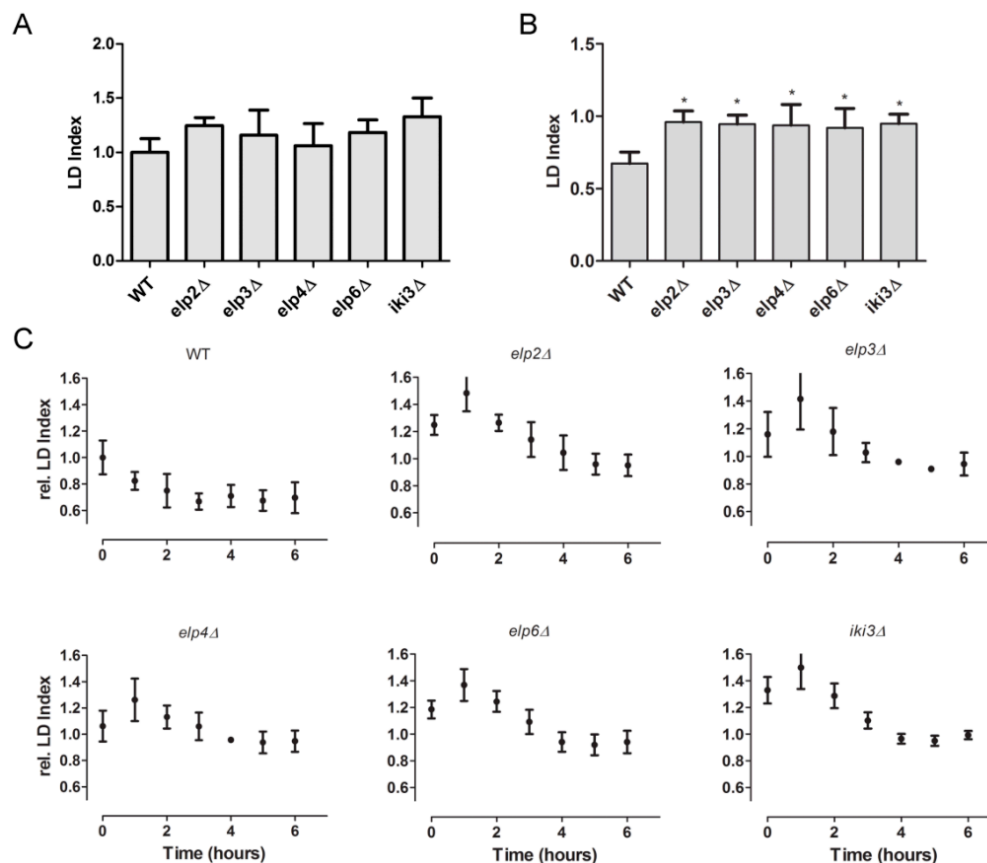 A
LD Index
2.0
1.5
1.0
0.5
0.0
WT
elp2Δ
elp3Δ
elp4Δ
elp6Δ
iki3Δ
B
LD Index
1.5
1.0
0.5
0.0
* * * * *
WT
elp2Δ
elp3Δ
elp4Δ
elp6Δ
iki3Δ
C
WT
rel. LD Index
1.6
1.4
1.2
1.0
0.8
0.6
0 2 4 6
elp2Δ
1.6
1.4
1.2
1.0
0.8
0.6
0 2 4 6
elp3Δ
1.6
1.4
1.2
1.0
0.8
0.6
0 2 4 6
elp4Δ
rel. LD Index
1.6
1.4
1.2
1.0
0.8
0.6
0 2 4 6
Time (hours)
elp6Δ
1.6
1.4
1.2
1.0
0.8
0.6
0 2 4 6
Time (hours)
iki3Δ
1.6
1.4
1.2
1.0
0.8
0.6
0 2 4 6
Time (hours)